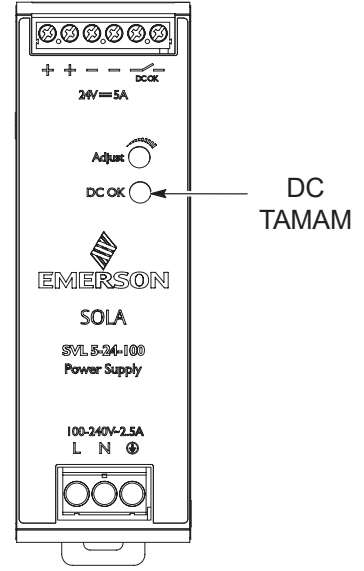 + + - - DC OK
24V⎓5A
Adjust
DC OK
DC
TAMAM
EMERSON
SOLA
SVL 5-24-100
Power Supply
100-240V~2.5A
L N ⏚